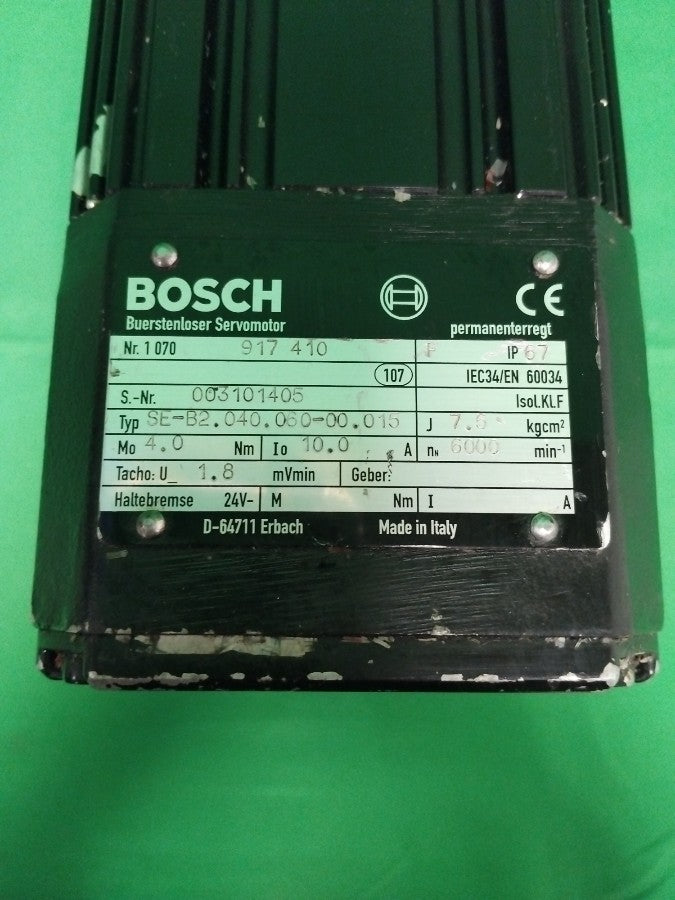 BOSCH CE
Buerstenloser Servomotor permanenterregt
Nr. 1 070 917 410 IP 67
107 IEC34/EN 60034
S.-Nr. 003101405 Isol.KL.F
Typ SE-B2.040.060-00.015 J 7.5 kgcm²
Mo 4.0 Nm Io 10.0 A nN 6000 min-¹
Tacho: U_ 1.8 mVmin Geber:
Haltebremse 24V- M Nm I A
D-64711 Erbach Made in Italy